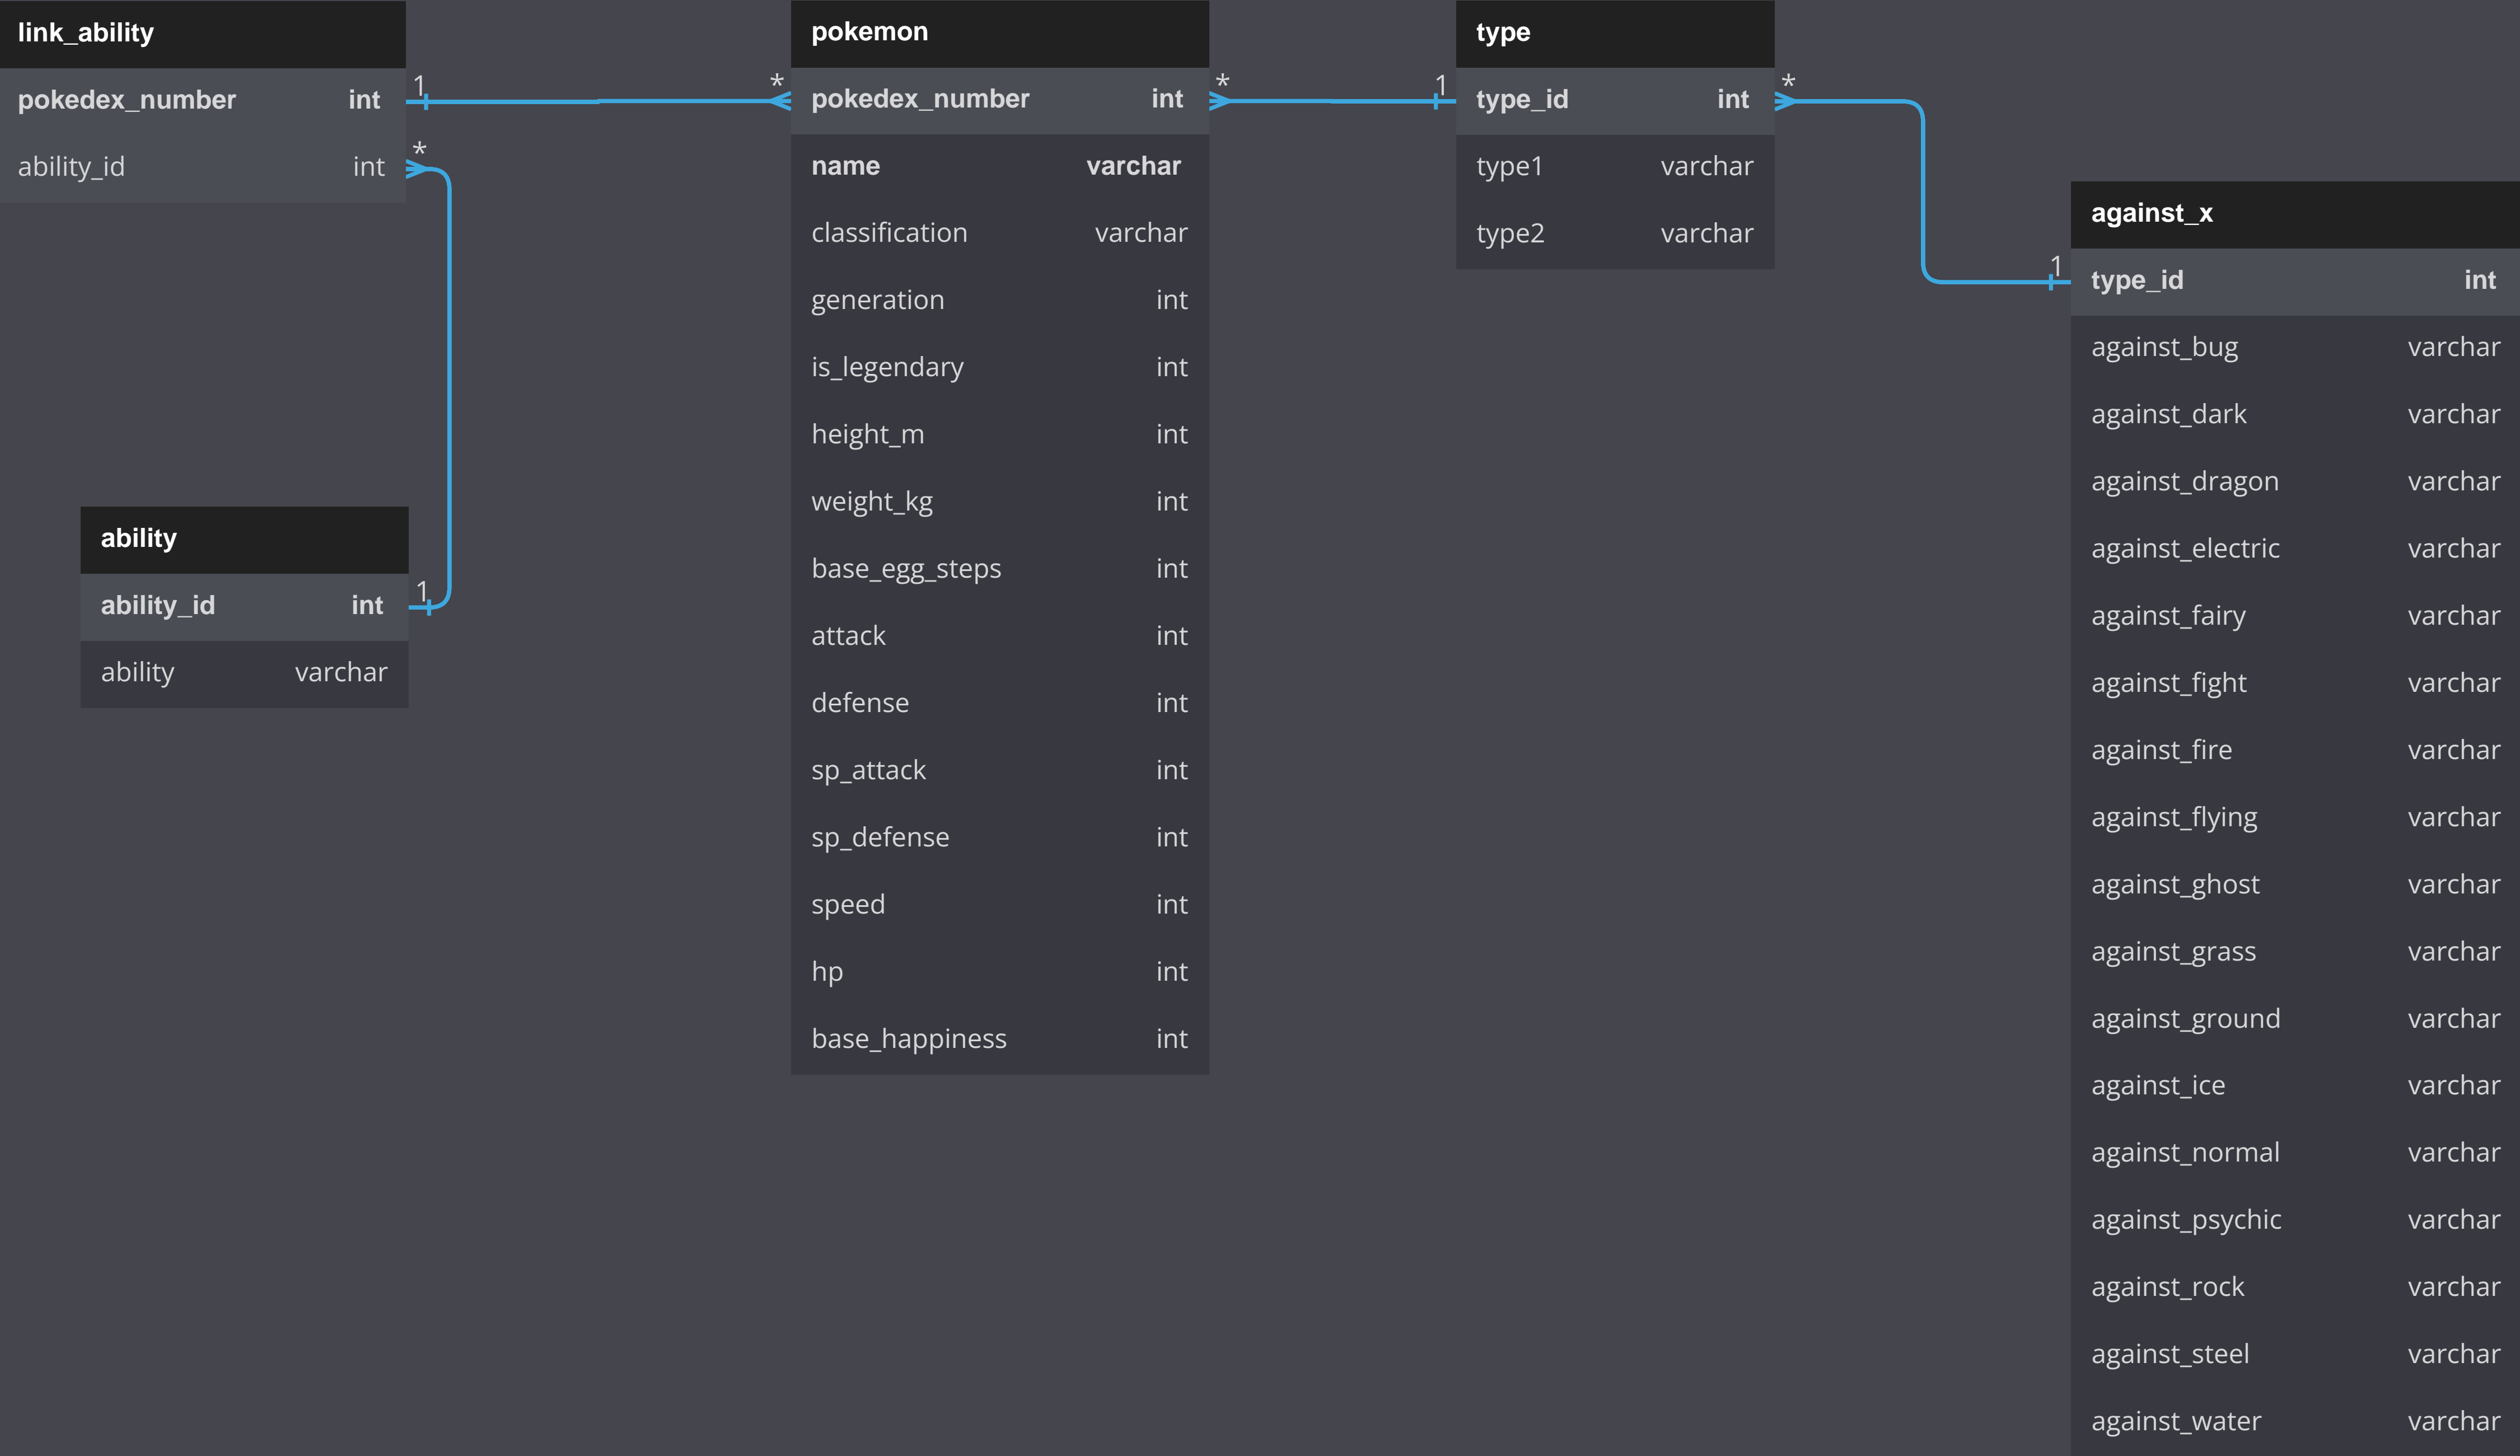 link_ability
pokedex_number int
ability_id int
1
*
*
1
ability
ability_id int
ability varchar
pokemon
pokedex_number int
name varchar
classification varchar
generation int
is_legendary int
height_m int
weight_kg int
base_egg_steps int
attack int
defense int
sp_attack int
sp_defense int
speed int
hp int
base_happiness int
*
1
type
type_id int
type1 varchar
type2 varchar
*
1
against_x
type_id int
against_bug varchar
against_dark varchar
against_dragon varchar
against_electric varchar
against_fairy varchar
against_fight varchar
against_fire varchar
against_flying varchar
against_ghost varchar
against_grass varchar
against_ground varchar
against_ice varchar
against_normal varchar
against_psychic varchar
against_rock varchar
against_steel varchar
against_water varchar